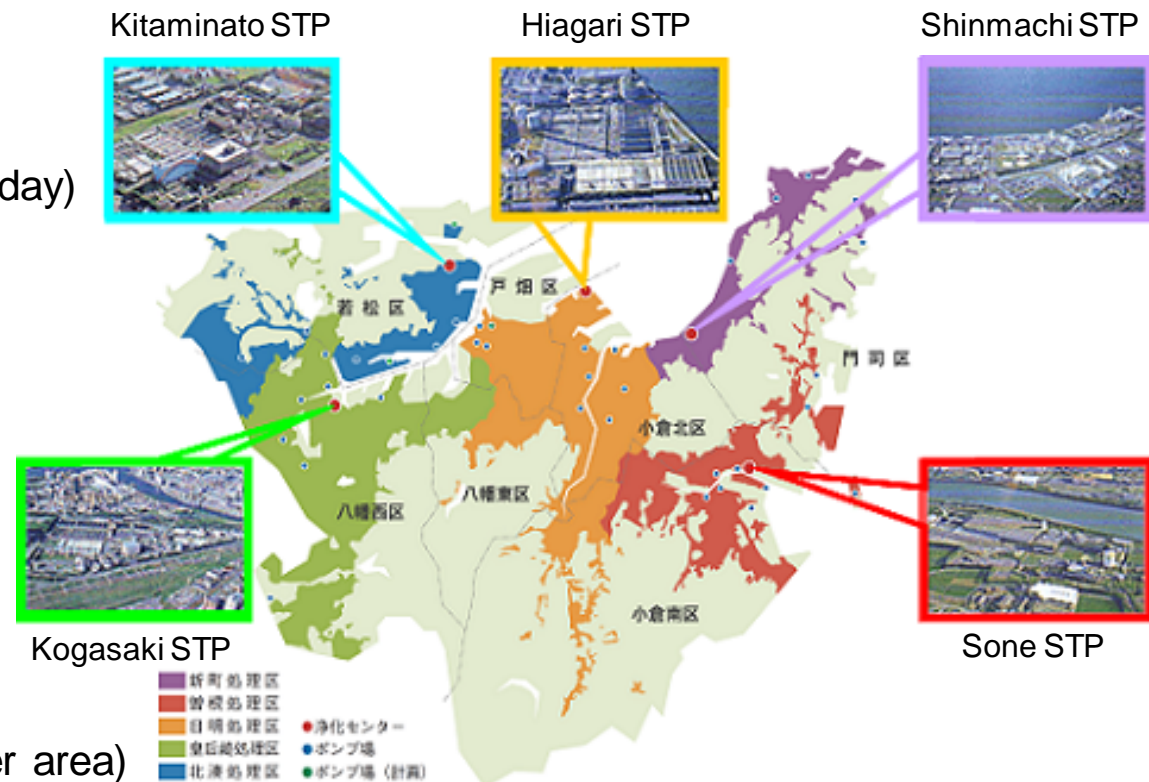 Kitaminato STP
Hiagari STP
Shinmachi STP
day)
戸畑区
若松区
門司区
小倉北区
八幡東区
八幡西区
小倉南区
Kogasaki STP
Sone STP
新町処理区
曽根処理区
日明処理区
皇后崎処理区
北湊処理区
浄化センター
ポンプ場
ポンプ場（計画）
er area)